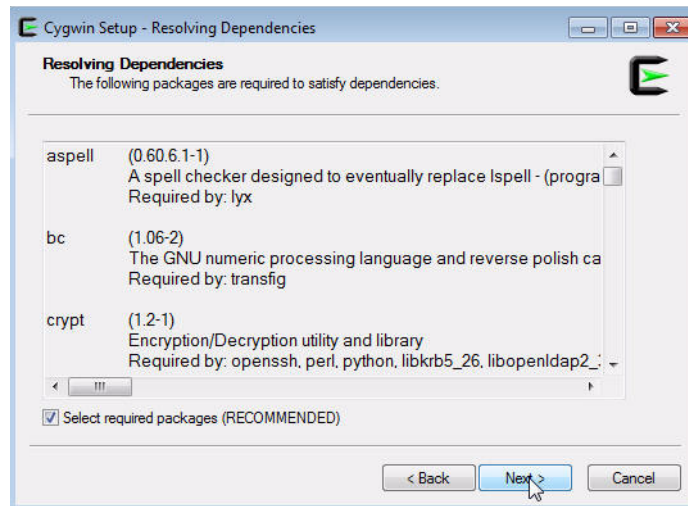 Cygwin Setup - Resolving Dependencies
Resolving Dependencies
The following packages are required to satisfy dependencies.
aspell (0.60.6.1-1)
A spell checker designed to eventually replace Ispell - (progra
Required by: lyx
bc (1.06-2)
The GNU numeric processing language and reverse polish ca
Required by: transfig
crypt (1.2-1)
Encryption/Decryption utility and library
Required by: openssh, perl, python, libkrb5_26, libopenldap2_
Select required packages (RECOMMENDED)
< Back Next > Cancel